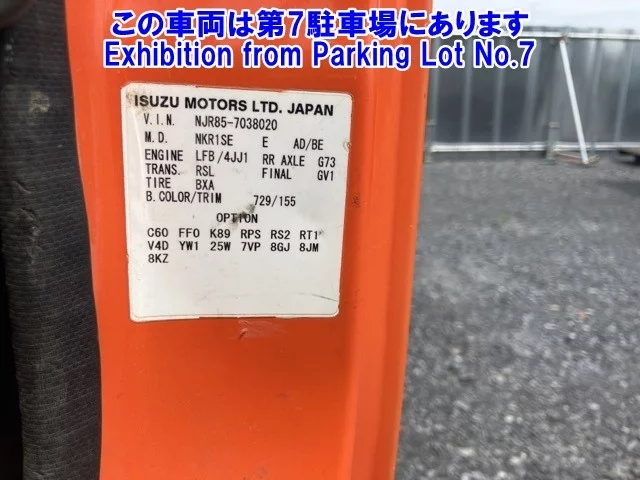 この車両は第7駐車場にあります
Exhibition from Parking Lot No.7
ISUZU MOTORS LTD. JAPAN
V.I.N. NJR85-7038020
M.D. NKR1SE E AD/BE
ENGINE LFB/4JJ1 RR AXLE G73
TRANS. RSL FINAL GV1
TIRE BXA
B.COLOR/TRIM 729/155
OPTION
C60 FF0 K89 RPS RS2 RT1
V4D YW1 25W 7VP 8GJ 8JM
8KZ